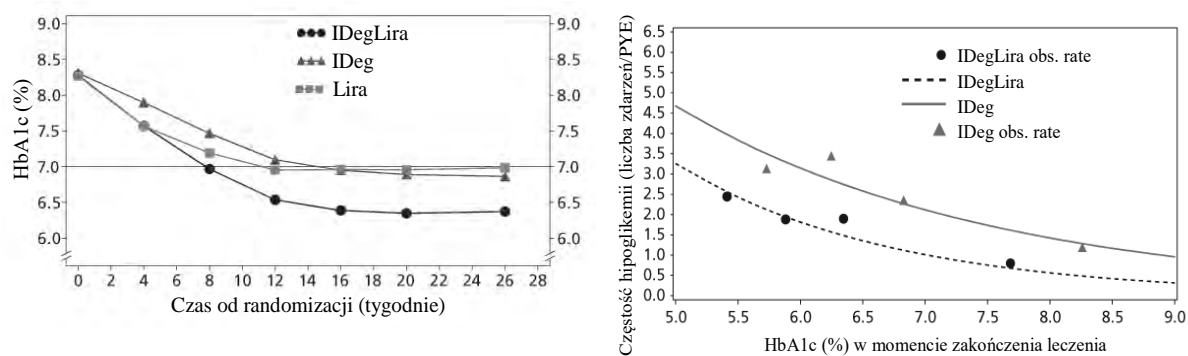 9.0
8.5
8.0
7.5
7.0
6.5
6.0
HbA1c (%)
IDegLira
IDeg
Lira
9.0
8.5
8.0
7.5
7.0
6.5
6.0
0 2 4 6 8 10 12 14 16 18 20 22 24 26 28
Czas od randomizacji (tygodnie)
Częstość hipoglikemii (liczba zdarzeń/PYE)
6.5
6.0
5.5
5.0
4.5
4.0
3.5
3.0
2.5
2.0
1.5
1.0
0.5
0.0
IDegLira obs. rate
IDegLira
IDeg
IDeg obs. rate
5.0 5.5 6.0 6.5 7.0 7.5 8.0 8.5 9.0
HbA1c (%) w momencie zakończenia leczenia